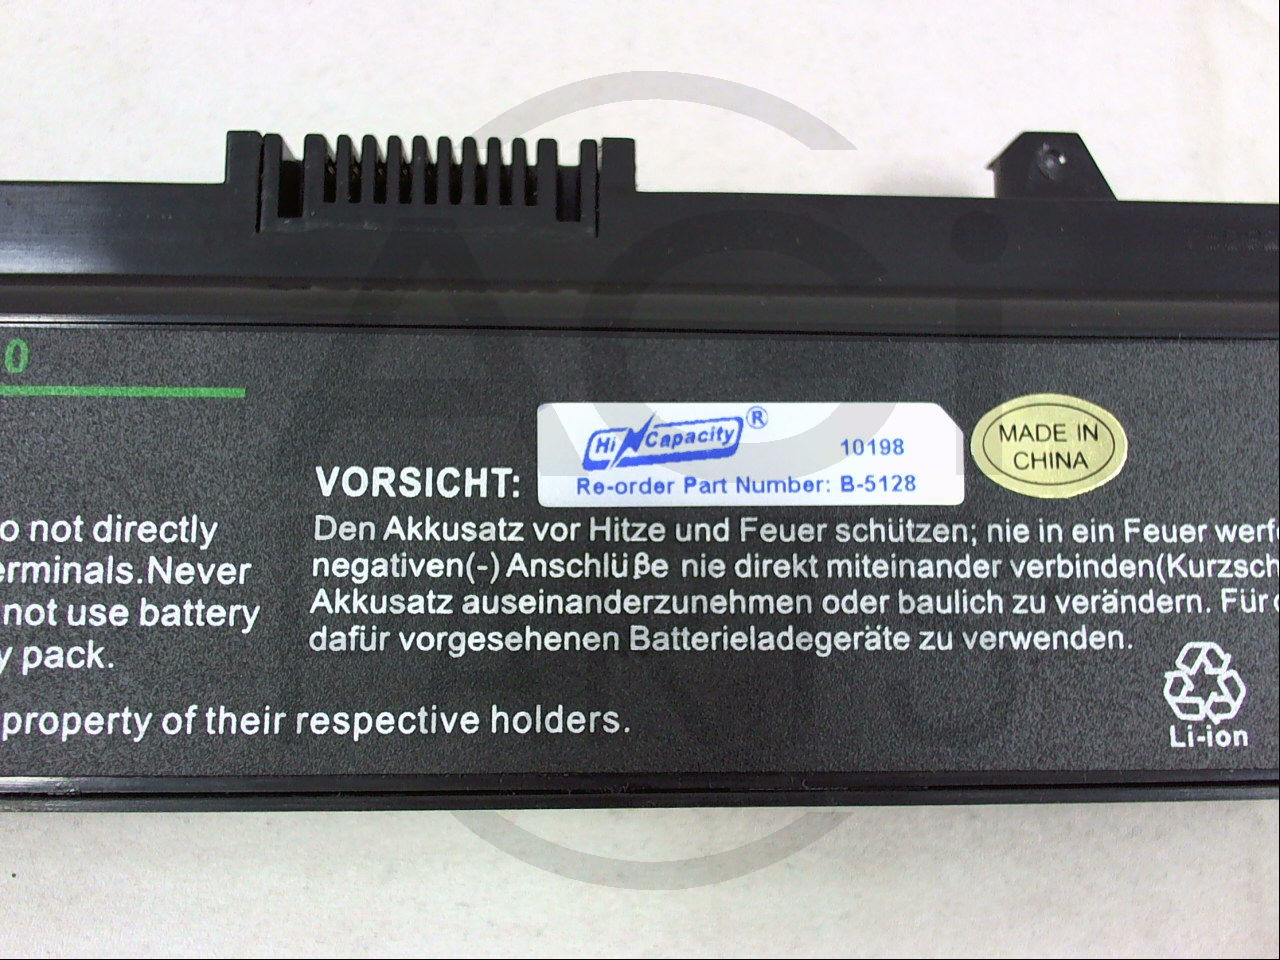 0
Hi Capacity®
10198
Re-order Part Number: B-5128
MADE IN
CHINA
o not directly
erminals.Never
not use battery
y pack.
property of their respective holders.
VORSICHT:
Den Akkusatz vor Hitze und Feuer schützen; nie in ein Feuer werf
negativen(-) Anschlüße nie direkt miteinander verbinden(Kurzsch
Akkusatz auseinanderzunehmen oder baulich zu verändern. Für
dafür vorgesehenen Batterieladegeräte zu verwenden.
Li-ion
ACi